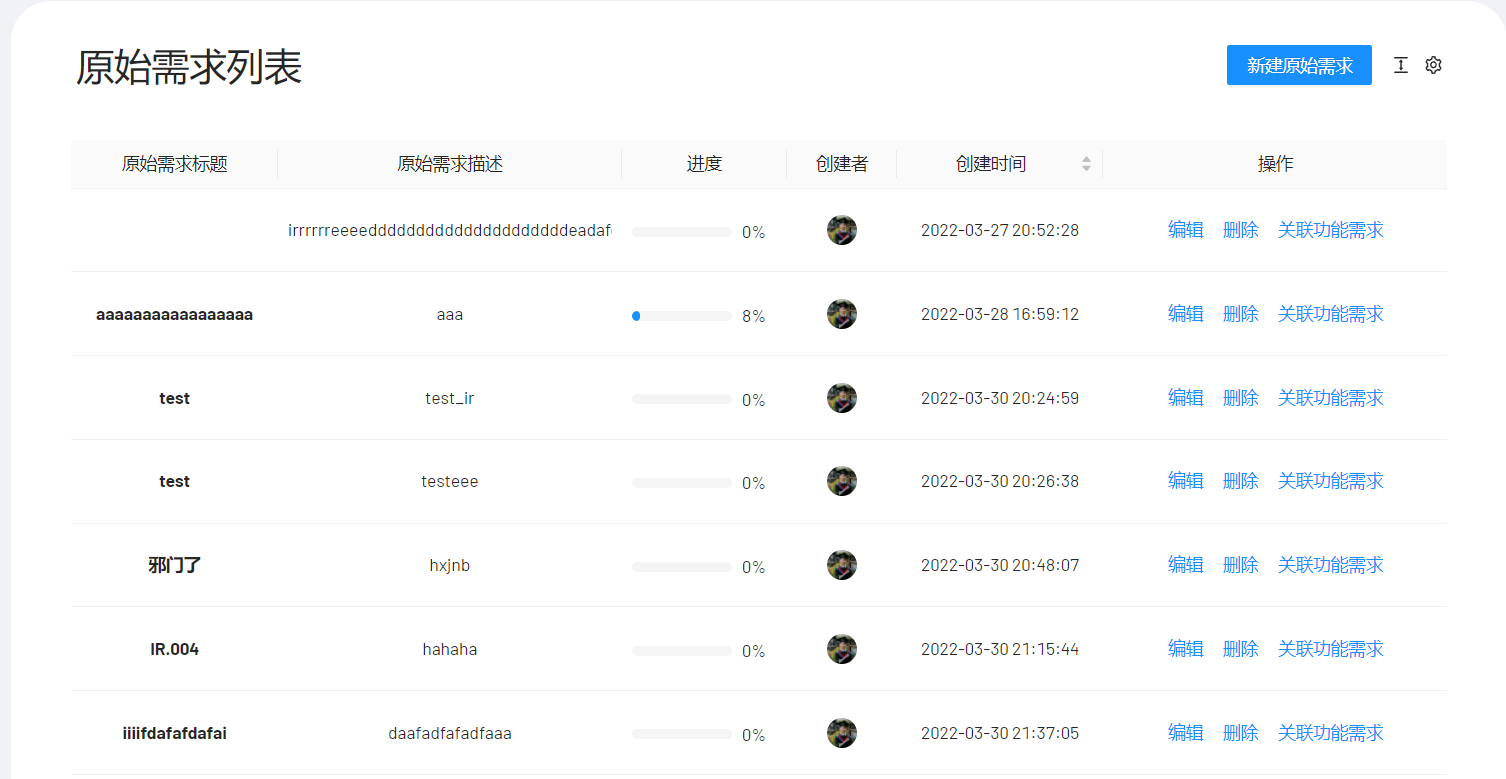 原始需求列表 新建原始需求
原始需求标题 原始需求描述 进度 创建者 创建时间 操作
irrrrrreeeedddddddddddddddddddddeadaf 0% 2022-03-27 20:52:28 编辑 删除 关联功能需求
aaaaaaaaaaaaaaaaa aaa 8% 2022-03-28 16:59:12 编辑 删除 关联功能需求
test test_ir 0% 2022-03-30 20:24:59 编辑 删除 关联功能需求
test testeee 0% 2022-03-30 20:26:38 编辑 删除 关联功能需求
邪门了 hxjnb 0% 2022-03-30 20:48:07 编辑 删除 关联功能需求
IR.004 hahaha 0% 2022-03-30 21:15:44 编辑 删除 关联功能需求
iiiifdafafdafai daafadfafadfaaa 0% 2022-03-30 21:37:05 编辑 删除 关联功能需求